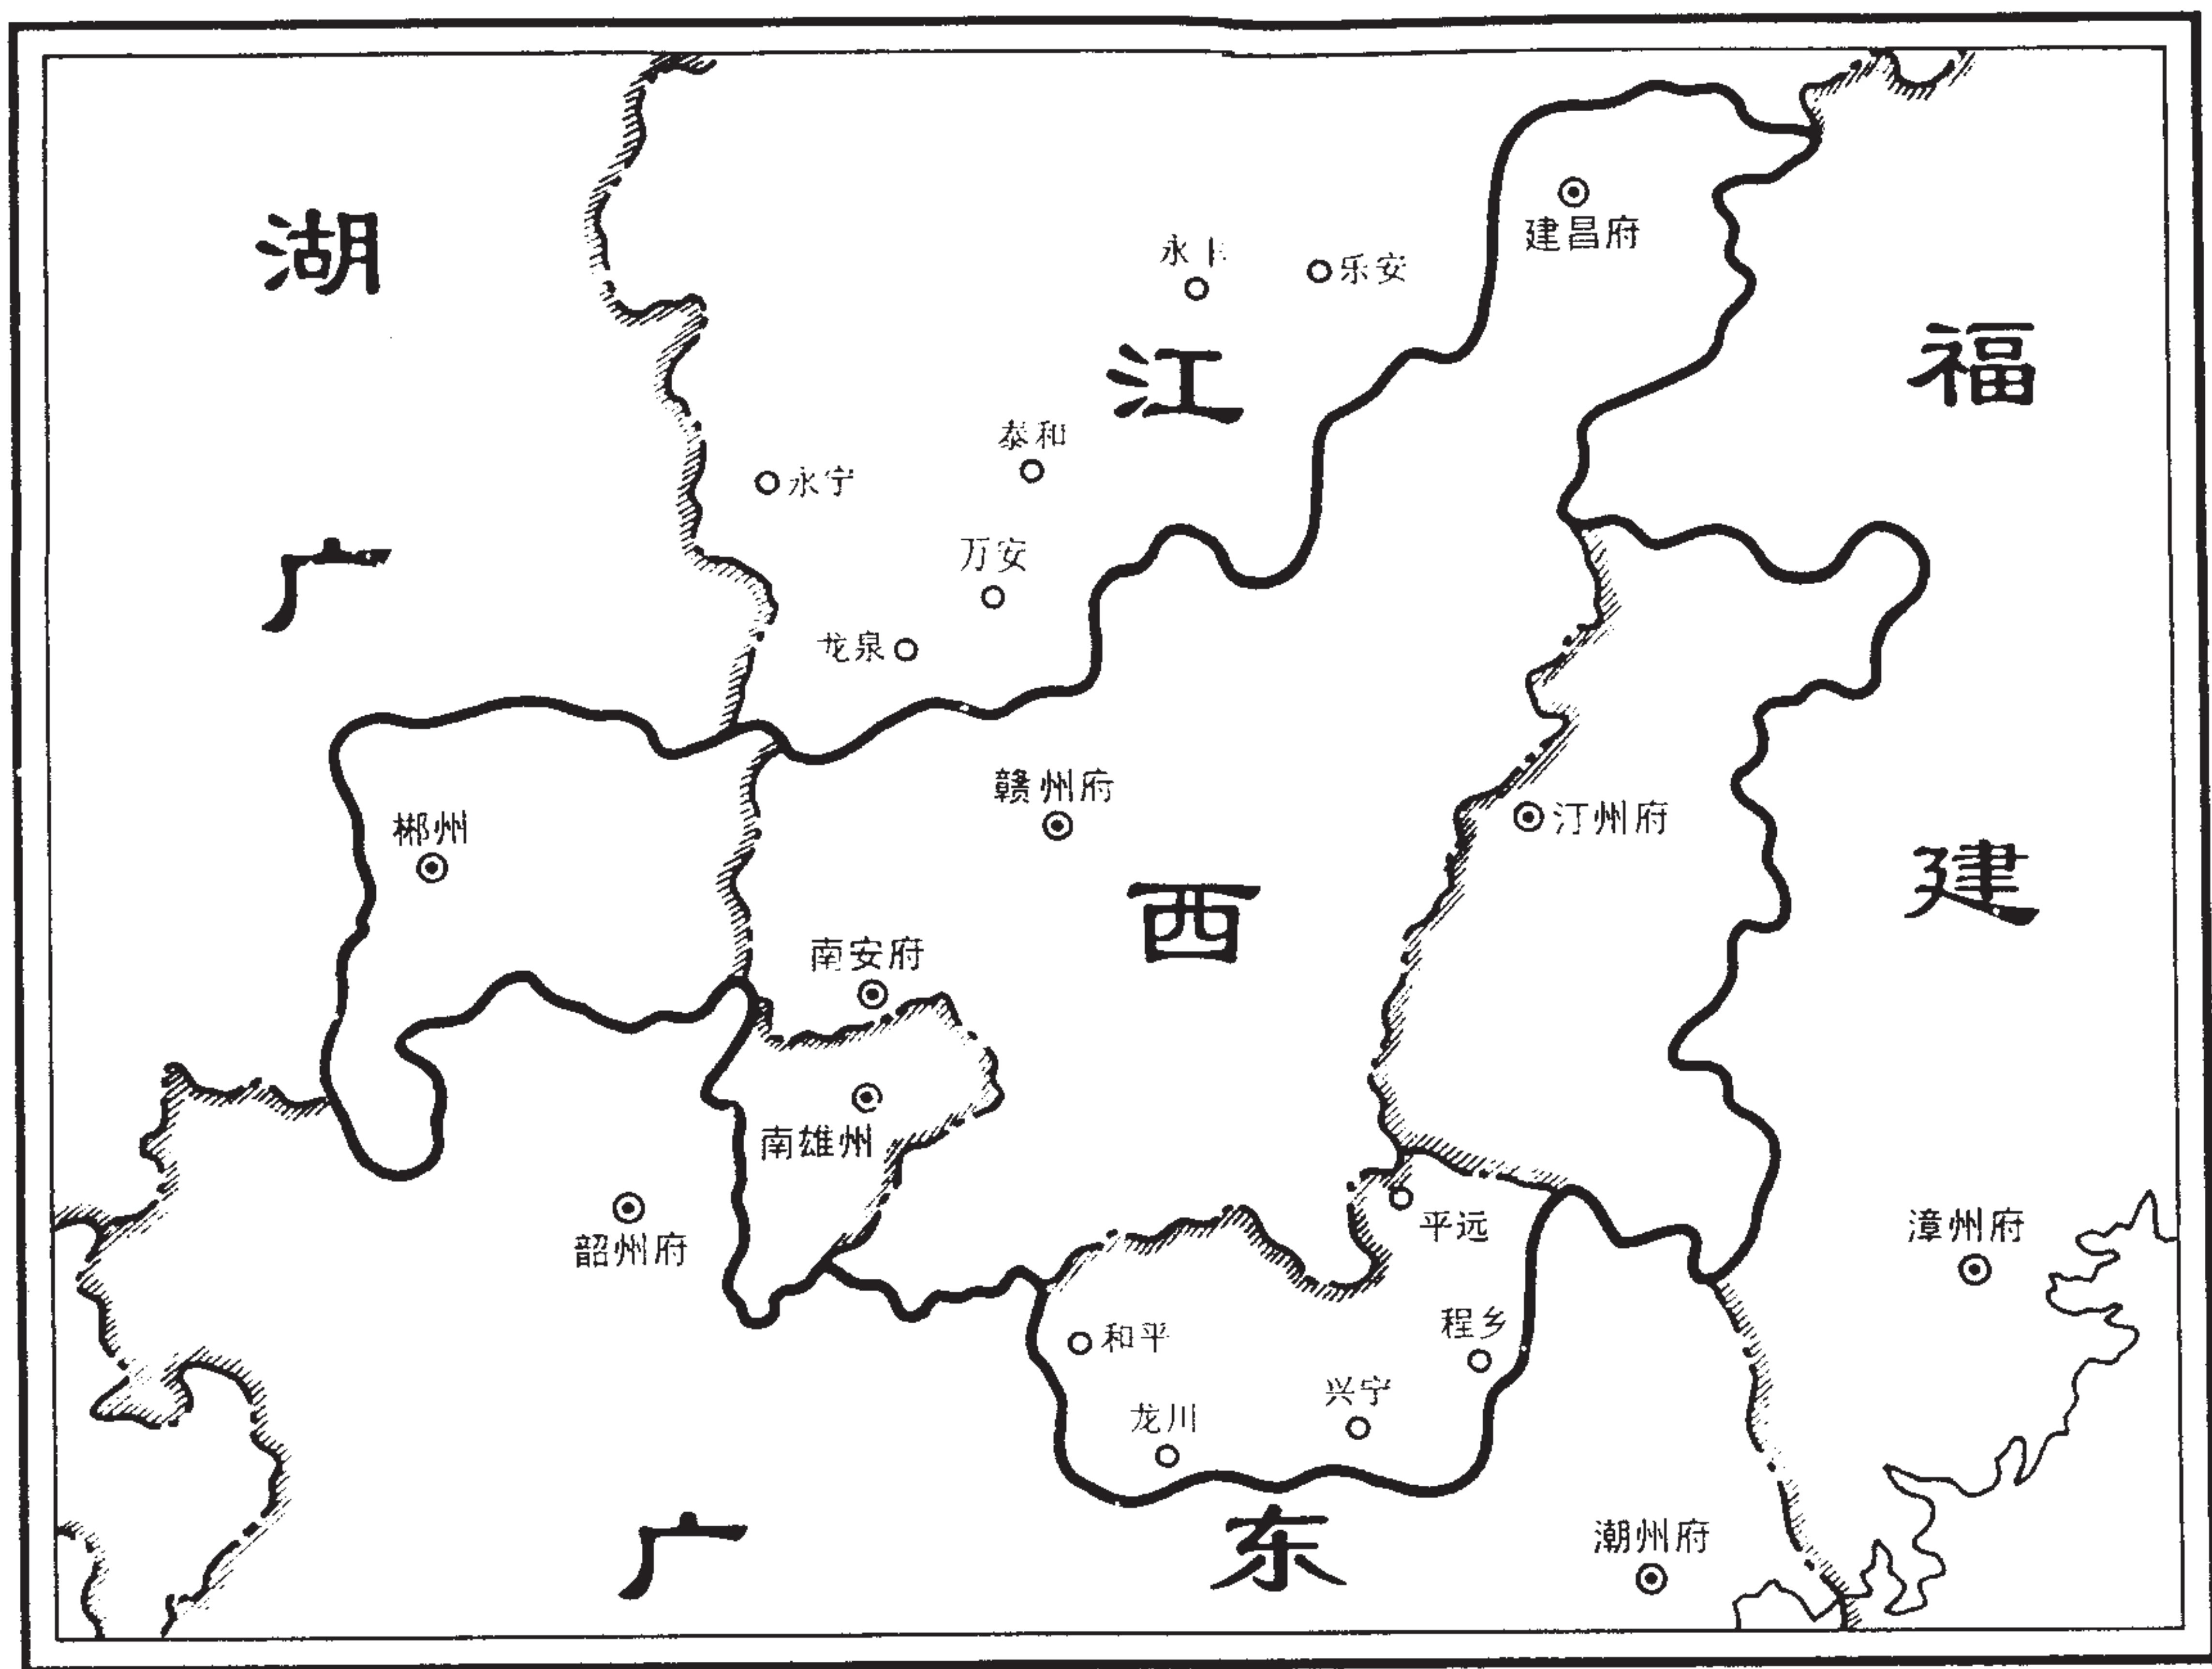 湖广
江西
福建
广东
建昌府
永
乐安
泰和
永宁
万安
龙泉
赣州府
汀州府
郴州
南安府
南雄州
韶州府
平远
漳州府
和平
程乡
兴宁
龙川
潮州府